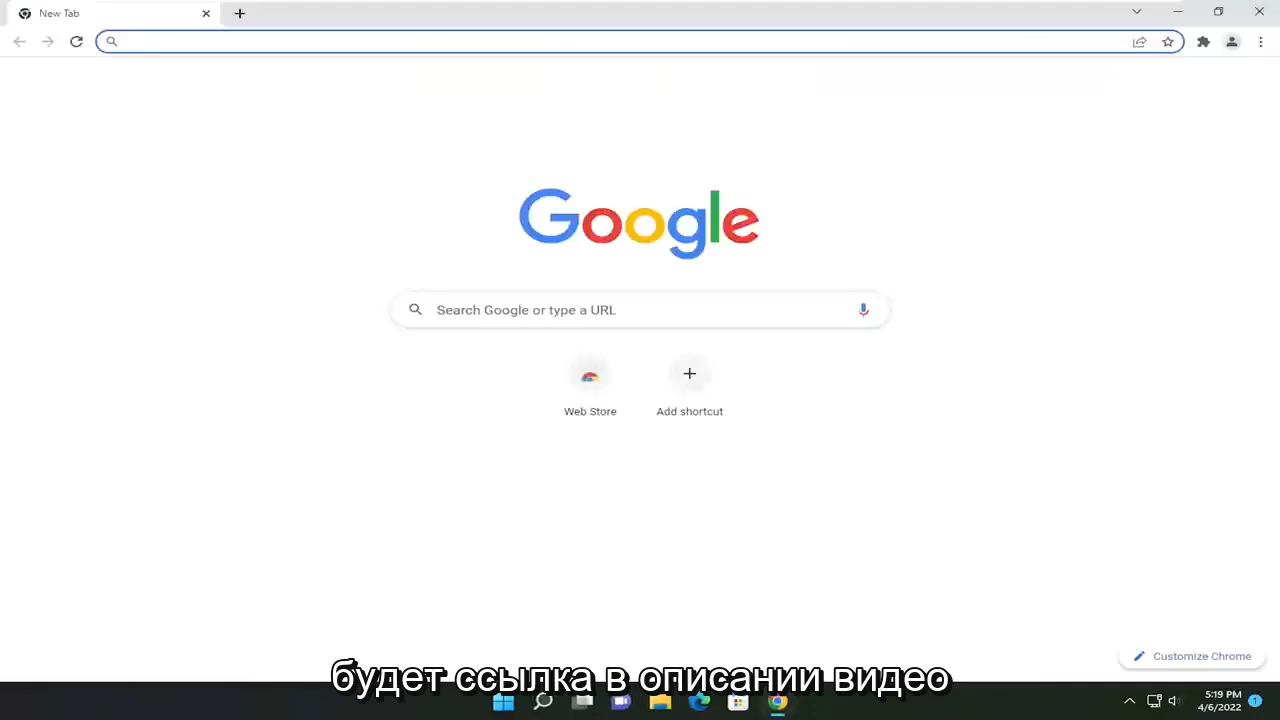 New Tab
Google
Search Google or type a URL
Web Store
Add shortcut
Customize Chrome
будет ссылка в описании видео
5:19 PM
4/6/2022
1